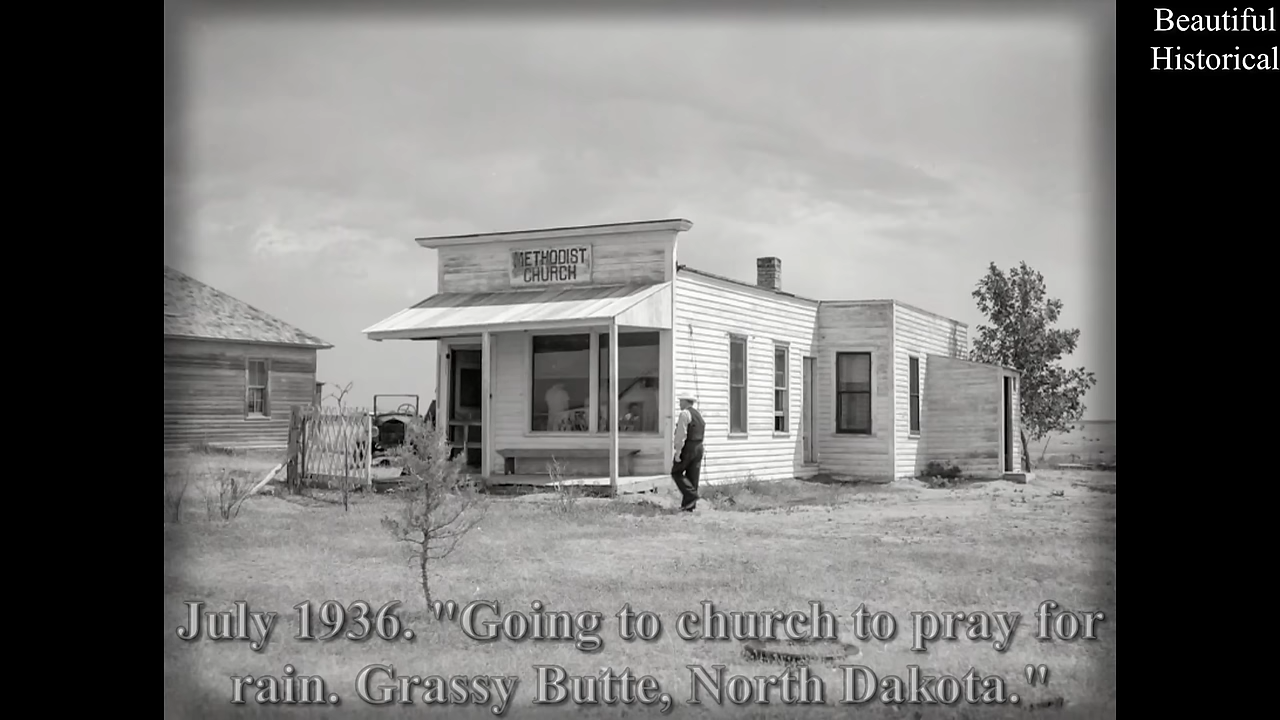 Beautiful
Historical
METHODIST
CHURCH
July 1936. "Going to church to pray for
rain. Grassy Butte, North Dakota."